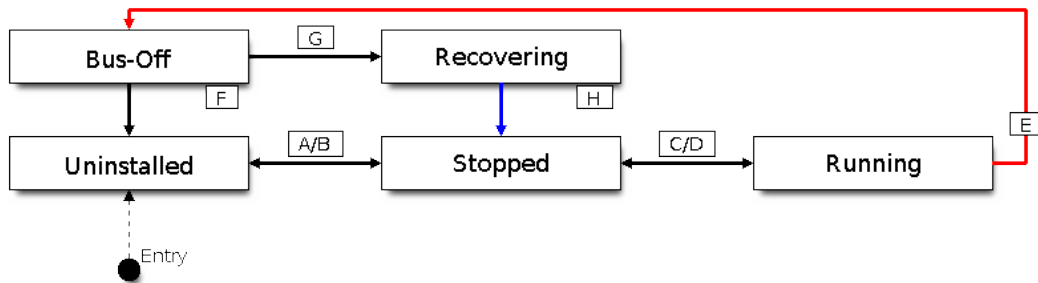 G
Bus-Off
Recovering
F
H
E
A/B
C/D
Uninstalled
Stopped
Running
Entry